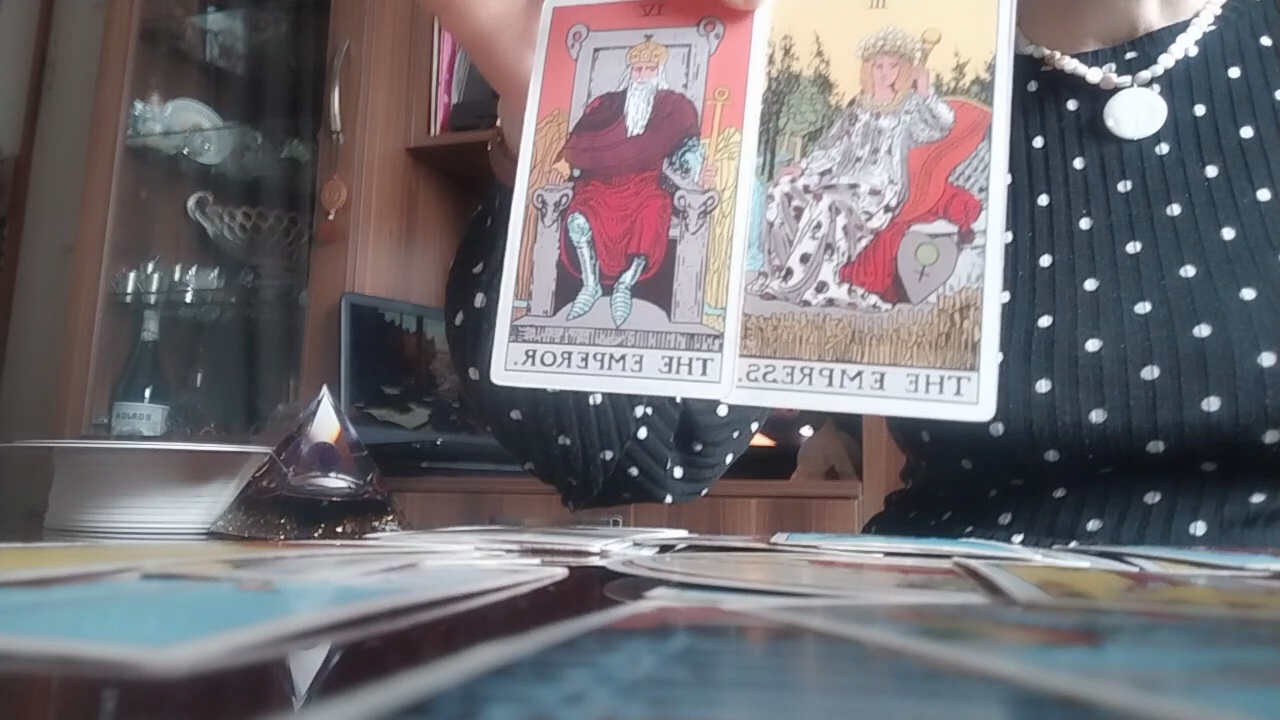 IV
III
THE EMPEROR.
THE EMPRESS.